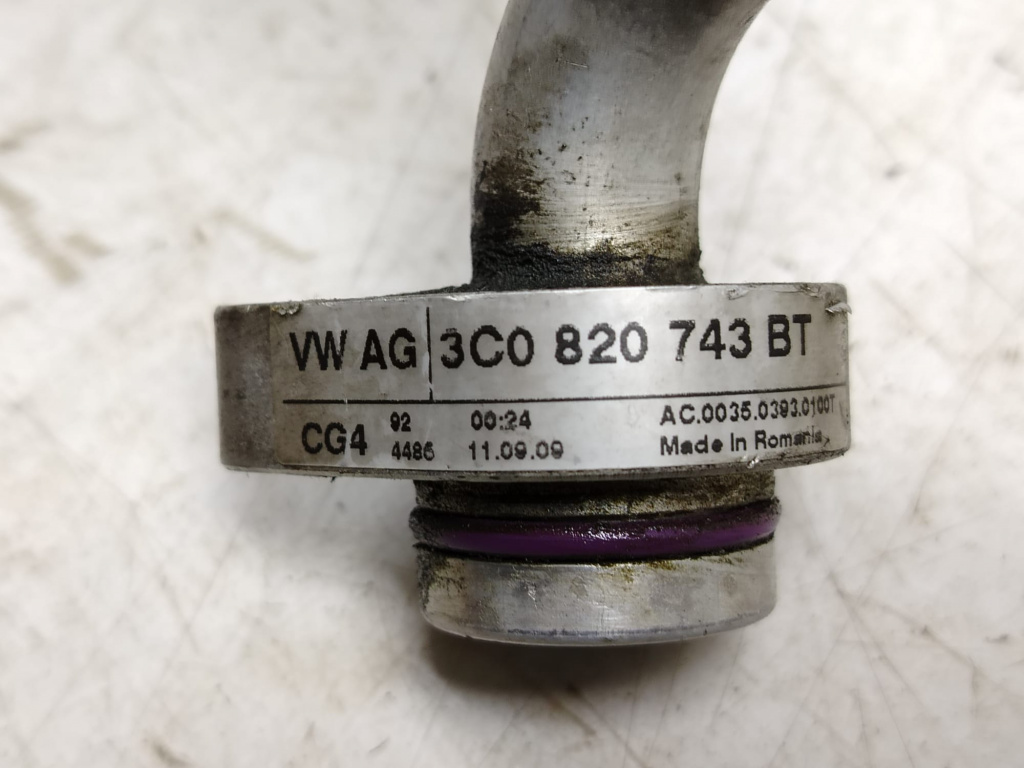 VW AG 3C0 820 743 BT
CG4 92 00:24 AC.0035.0393.0100T
4486 11.09.09 Made In Romania